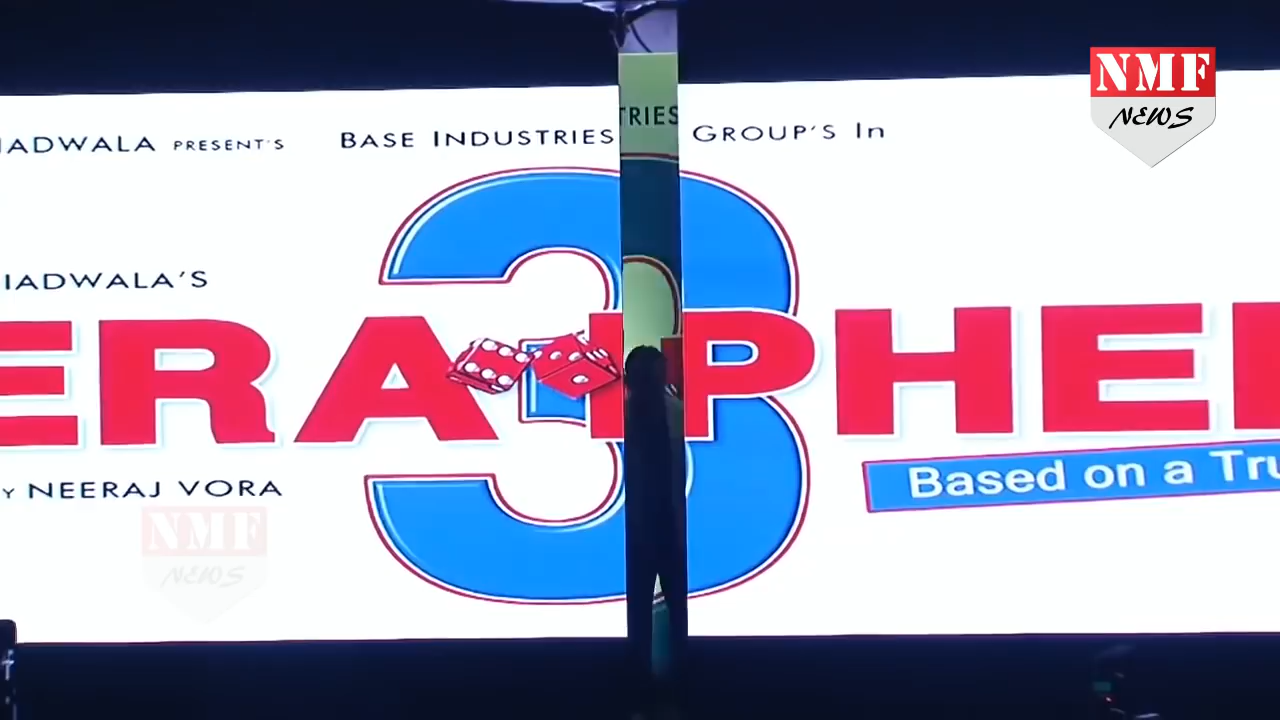 IADWALA PRESENT'S BASE INDUSTRIES TRIES GROUP'S In
NMF
NEWS
3
IADWALA'S
ERA PHE
Based on a Tru
Y NEERAJ VORA
NMF
NEWS